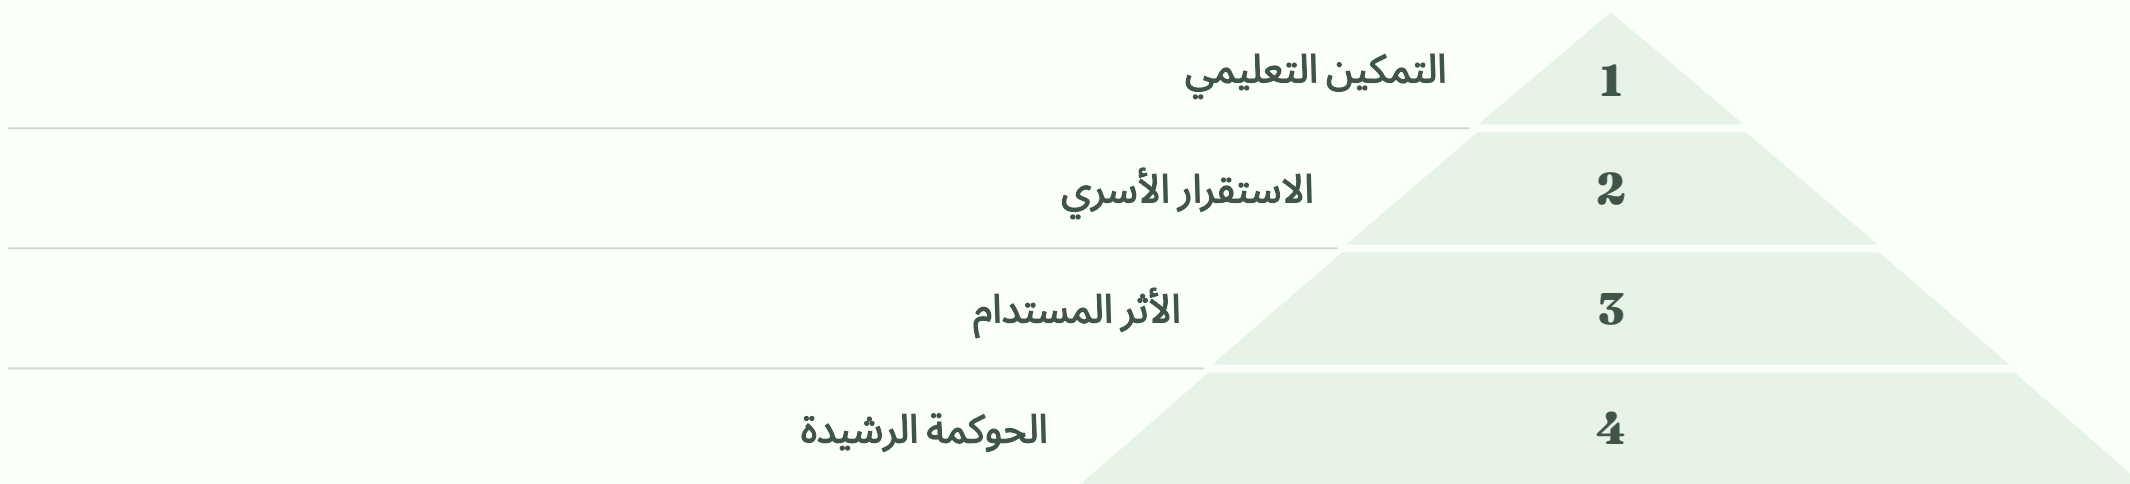 1 التمكين التعليمي
2 الاستقرار الأسري
3 الأثر المستدام
4 الحوكمة الرشيدة